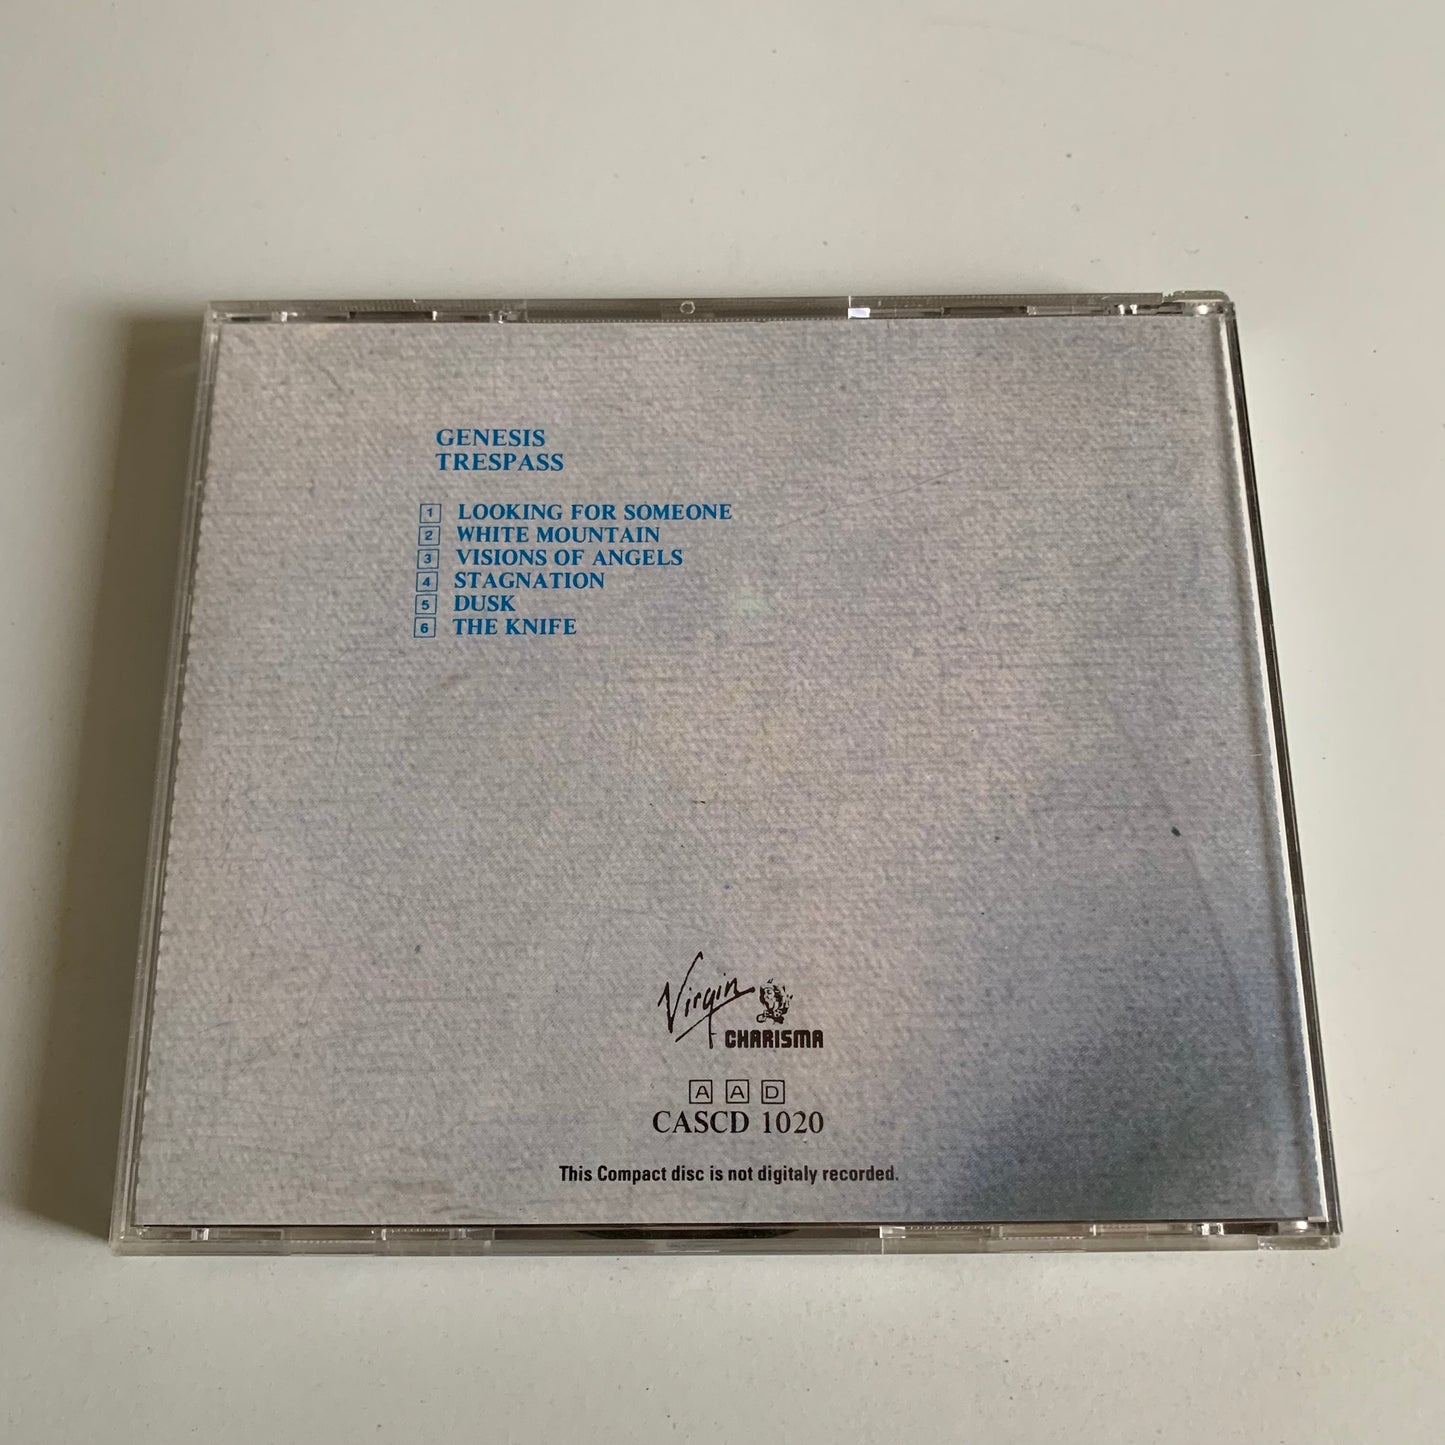 GENESIS
TRESPASS
1 LOOKING FOR SOMEONE
2 WHITE MOUNTAIN
3 VISIONS OF ANGELS
4 STAGNATION
5 DUSK
6 THE KNIFE
Virgin
CHARISMA
A A D
CASCD 1020
This Compact disc is not digitaly recorded.